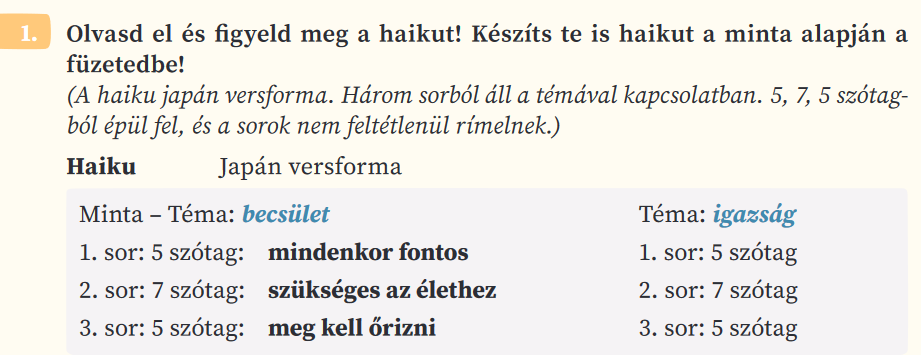 1. Olvasd el és figyeld meg a haikut! Készíts te is haikut a minta alapján a
füzetedbe!
(A haiku japán versforma. Három sorból áll a témával kapcsolatban. 5, 7, 5 szótag-
ból épül fel, és a sorok nem feltétlenül rímelnek.)
Haiku Japán versforma
Minta – Téma: becsület Téma: igazság
1. sor: 5 szótag: mindenkor fontos 1. sor: 5 szótag
2. sor: 7 szótag: szükséges az élethez 2. sor: 7 szótag
3. sor: 5 szótag: meg kell őrizni 3. sor: 5 szótag